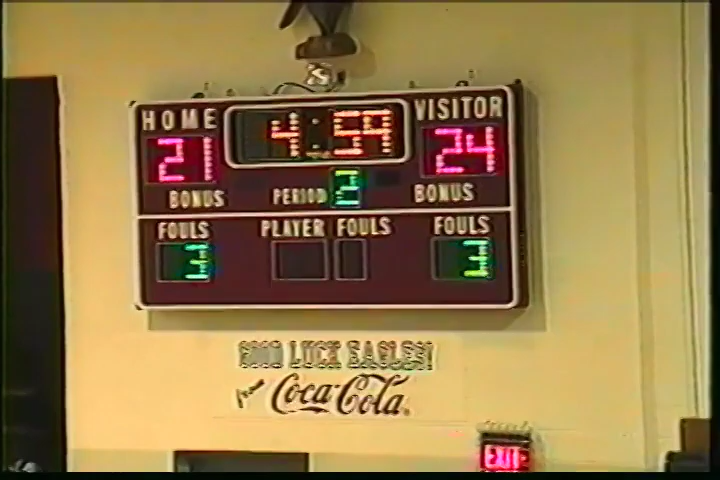 HOME 4:59 VISITOR
21 24
BONUS PERIOD 2 BONUS
FOULS PLAYER FOULS FOULS
3 3
GOOD LUCK EAGLES!
from Coca-Cola
EXIT